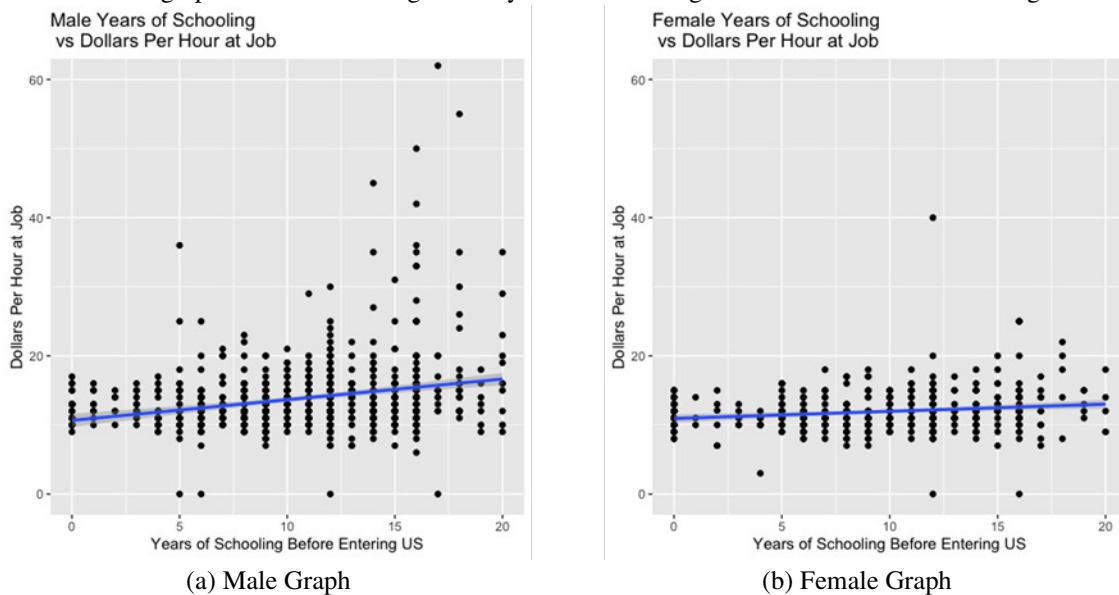 Male Years of Schooling
vs Dollars Per Hour at Job
60
40
20
0
Dollars Per Hour at Job
0 5 10 15 20
Years of Schooling Before Entering US
(a) Male Graph
Female Years of Schooling
vs Dollars Per Hour at Job
60
40
20
0
Dollars Per Hour at Job
0 5 10 15 20
Years of Schooling Before Entering US
(b) Female Graph